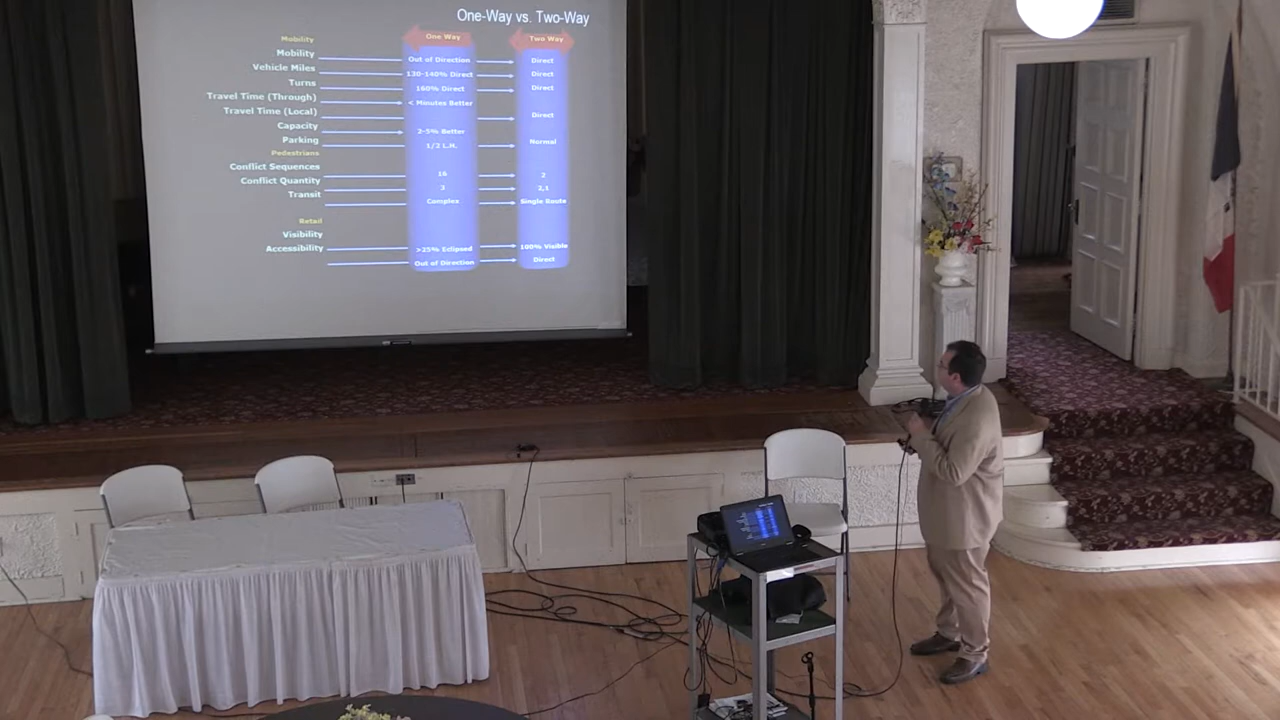 One-Way vs. Two-Way
Mobility One Way Two Way
Mobility Out of Direction Direct
Vehicle Miles 130-140% Direct Direct
Turns 160% Direct Direct
Travel Time (Through) < Minutes Better
Travel Time (Local) Direct
Capacity 2-5% Better
Parking 1/2 L.H. Normal
Pedestrians
Conflict Sequences 16 2
Conflict Quantity 3 2,1
Transit Complex Single Route
Retail
Visibility
Accessibility >25% Eclipsed 100% Visible
Out of Direction Direct